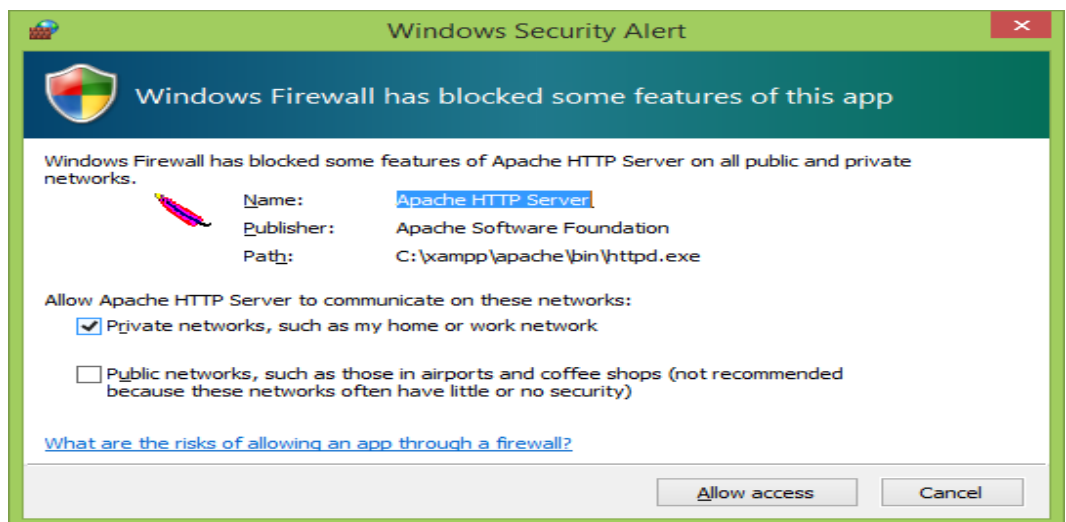 Windows Security Alert
Windows Firewall has blocked some features of this app
Windows Firewall has blocked some features of Apache HTTP Server on all public and private
networks.
Name: Apache HTTP Server
Publisher: Apache Software Foundation
Path: C:\xampp\apache\bin\httpd.exe
Allow Apache HTTP Server to communicate on these networks:
Private networks, such as my home or work network
Public networks, such as those in airports and coffee shops (not recommended
because these networks often have little or no security)
What are the risks of allowing an app through a firewall?
Allow access Cancel